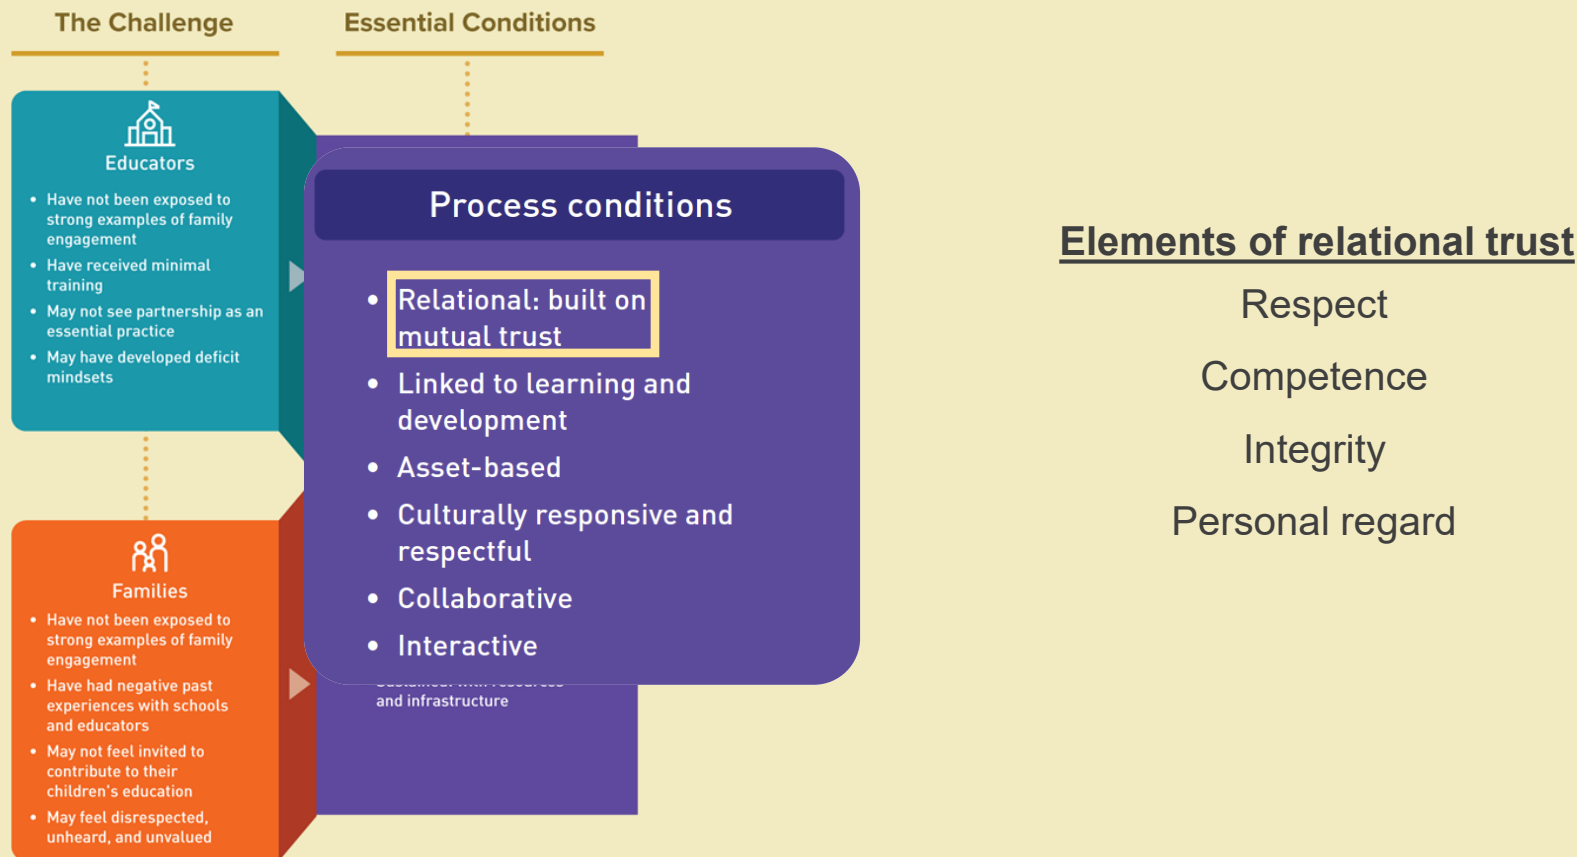 The Challenge
Essential Conditions
Educators
• Have not been exposed to
strong examples of family
engagement
• Have received minimal
training
• May not see partnership as an
essential practice
• May have developed deficit
mindsets
Families
• Have not been exposed to
strong examples of family
engagement
• Have had negative past
experiences with schools
and educators
• May not feel invited to
contribute to their
children's education
• May feel disrespected,
unheard, and unvalued
Process conditions
• Relational: built on
mutual trust
• Linked to learning and
development
• Asset-based
• Culturally responsive and
respectful
• Collaborative
• Interactive
and infrastructure
Elements of relational trust
Respect
Competence
Integrity
Personal regard